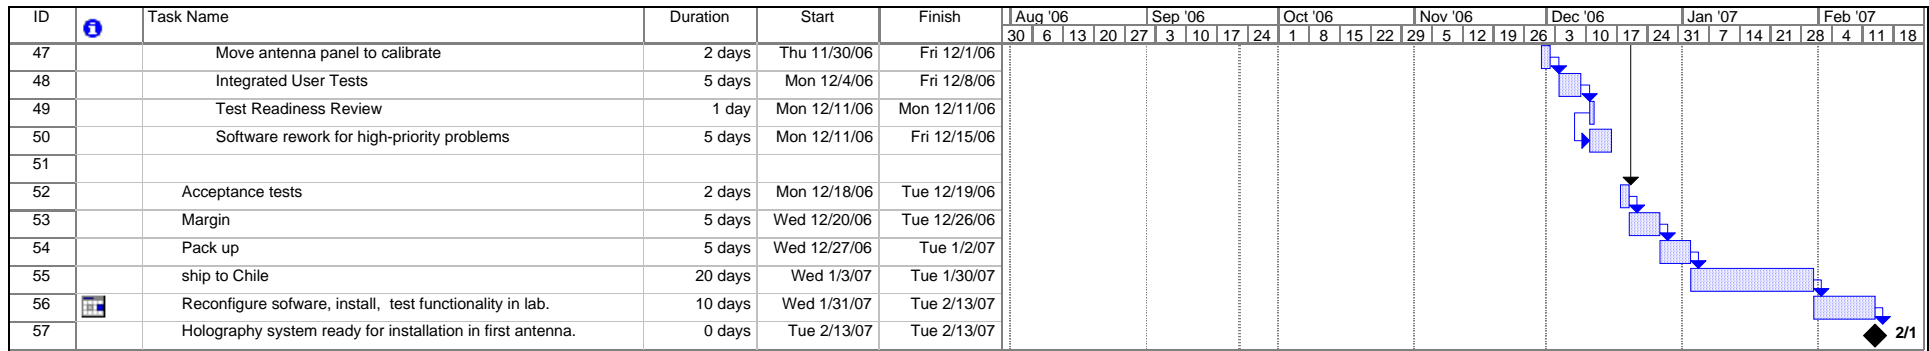 ID Task Name Duration Start Finish Aug '06 Sep '06 Oct '06 Nov '06 Dec '06 Jan '07 Feb '07
30 6 13 20 27 3 10 17 24 1 8 15 22 29 5 12 19 26 3 10 17 24 31 7 14 21 28 4 11 18
47 Move antenna panel to calibrate 2 days Thu 11/30/06 Fri 12/1/06
48 Integrated User Tests 5 days Mon 12/4/06 Fri 12/8/06
49 Test Readiness Review 1 day Mon 12/11/06 Mon 12/11/06
50 Software rework for high-priority problems 5 days Mon 12/11/06 Fri 12/15/06
51
52 Acceptance tests 2 days Mon 12/18/06 Tue 12/19/06
53 Margin 5 days Wed 12/20/06 Tue 12/26/06
54 Pack up 5 days Wed 12/27/06 Tue 1/2/07
55 ship to Chile 20 days Wed 1/3/07 Tue 1/30/07
56 Reconfigure sofware, install, test functionality in lab. 10 days Wed 1/31/07 Tue 2/13/07
57 Holography system ready for installation in first antenna. 0 days Tue 2/13/07 Tue 2/13/07 2/1